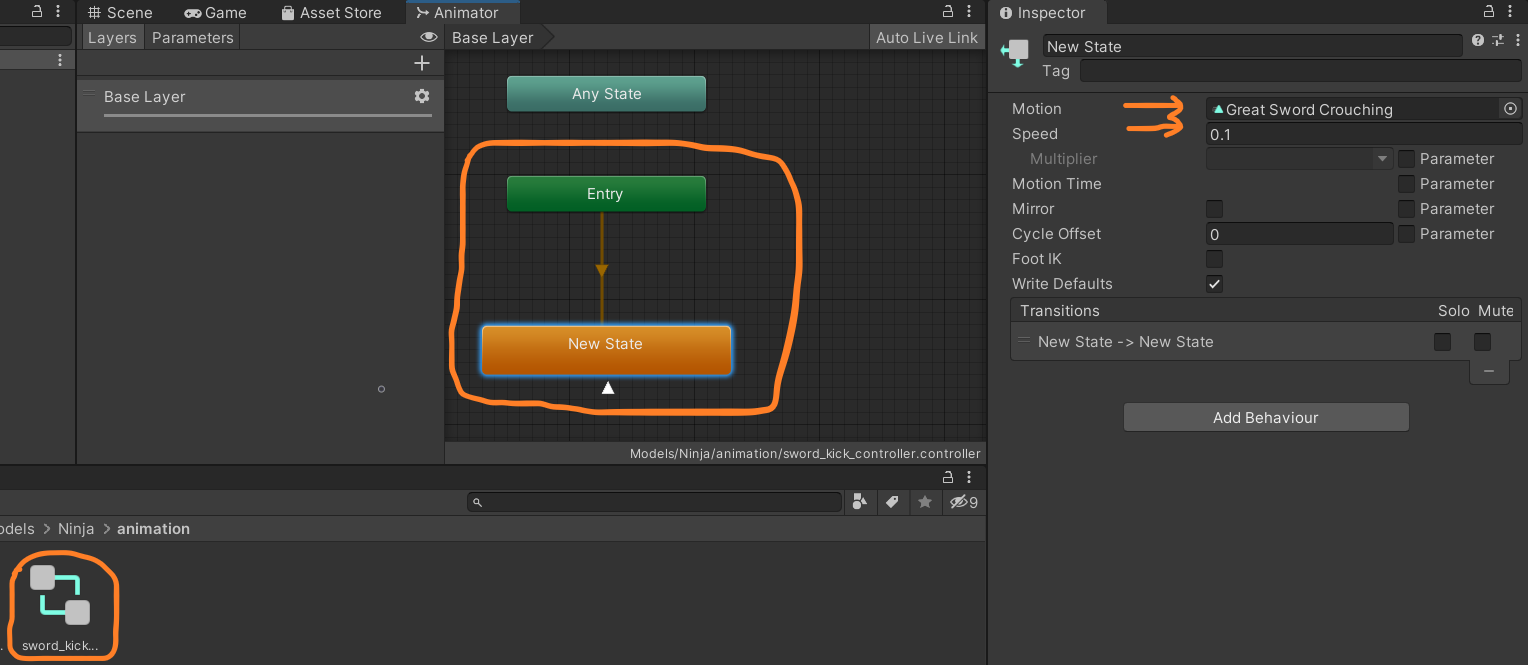 Scene
Game
Asset Store
Animator
Inspector
Layers
Parameters
Base Layer
Auto Live Link
Base Layer
Any State
Entry
New State
Models/Ninja/animation/sword_kick_controller.controller
New State
Tag
Motion
Great Sword Crouching
Speed
0.1
Multiplier
Parameter
Motion Time
Parameter
Mirror
Parameter
Cycle Offset
0
Parameter
Foot IK
Write Defaults
Transitions
Solo
Mute
New State -> New State
Add Behaviour
9
odels > Ninja > animation
sword_kick...